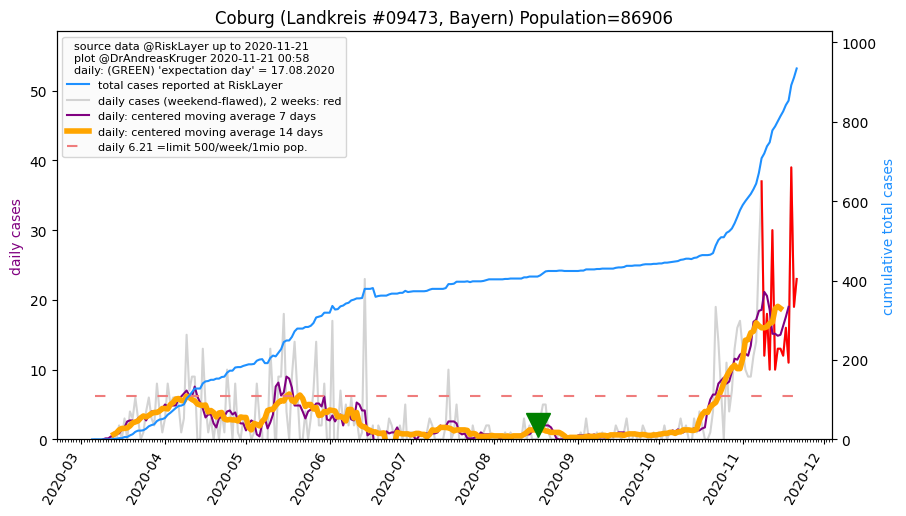 Coburg (Landkreis #09473, Bayern) Population=86906
source data @RiskLayer up to 2020-11-21
plot @DrAndreasKruger 2020-11-21 00:58
daily: (GREEN) 'expectation day' = 17.08.2020
total cases reported at RiskLayer
daily cases (weekend-flawed), 2 weeks: red
daily: centered moving average 7 days
daily: centered moving average 14 days
daily 6.21 =limit 500/week/1mio pop.
daily cases
50
40
30
20
10
0
cumulative total cases
1000
800
600
400
200
0
2020-03
2020-04
2020-05
2020-06
2020-07
2020-08
2020-09
2020-10
2020-11
2020-12